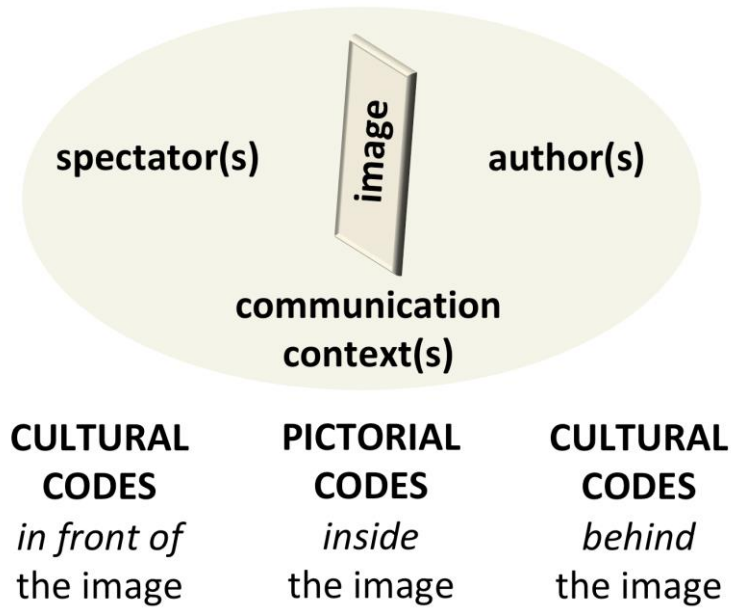 spectator(s)
image
author(s)
communication
context(s)
CULTURAL
CODES
in front of
the image
PICTORIAL
CODES
inside
the image
CULTURAL
CODES
behind
the image